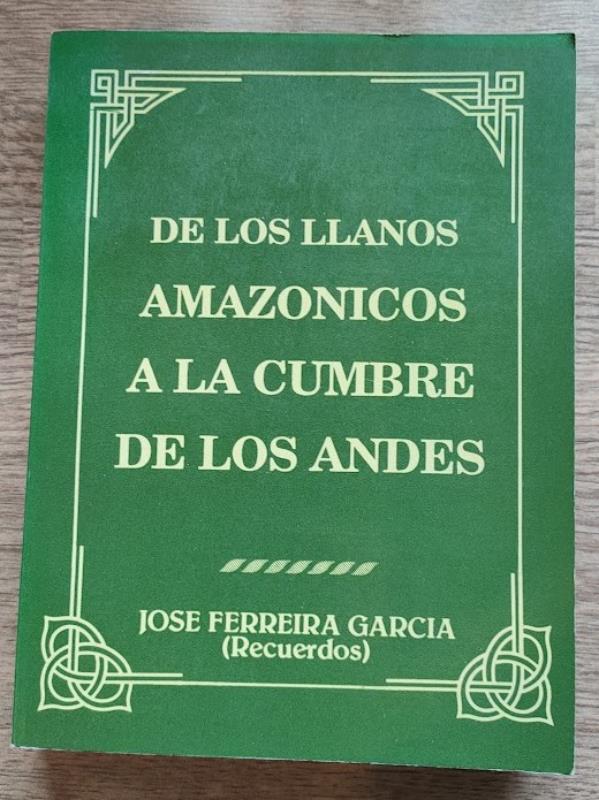 DE LOS LLANOS
AMAZONICOS
A LA CUMBRE
DE LOS ANDES
JOSE FERREIRA GARCIA
(Recuerdos)